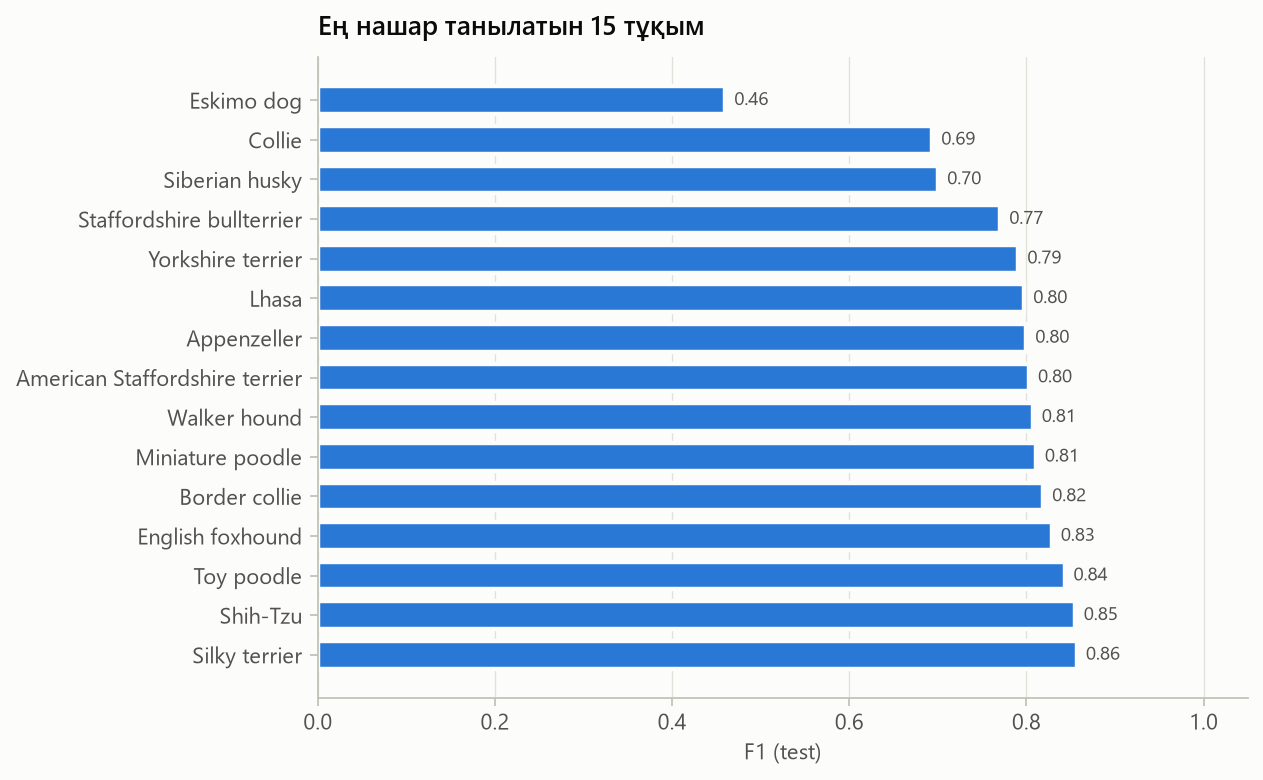 Ең нашар танылатын 15 тұқым
Eskimo dog 0.46
Collie 0.69
Siberian husky 0.70
Staffordshire bullterrier 0.77
Yorkshire terrier 0.79
Lhasa 0.80
Appenzeller 0.80
American Staffordshire terrier 0.80
Walker hound 0.81
Miniature poodle 0.81
Border collie 0.82
English foxhound 0.83
Toy poodle 0.84
Shih-Tzu 0.85
Silky terrier 0.86
0.0 0.2 0.4 0.6 0.8 1.0
F1 (test)